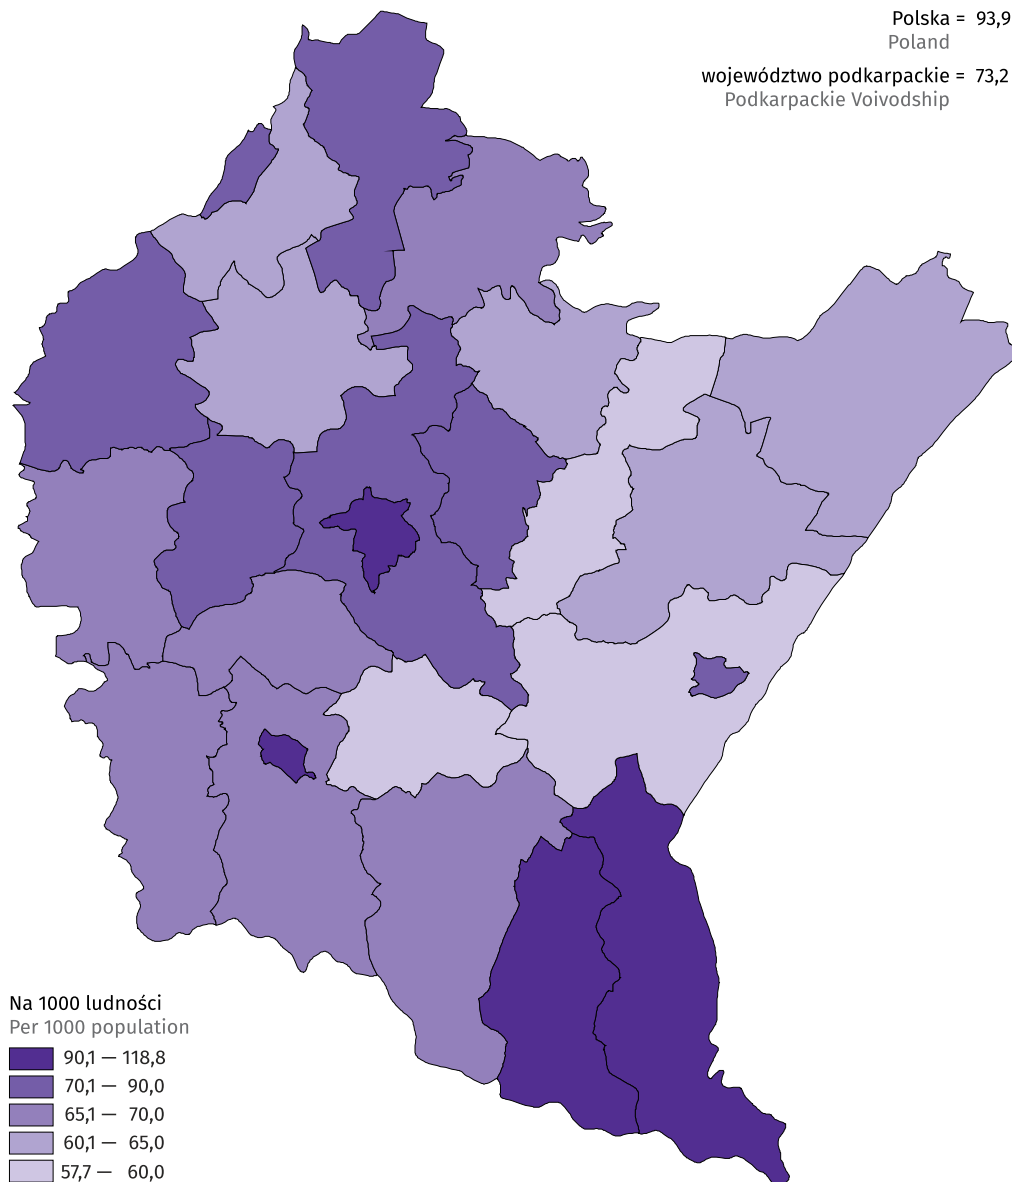 Polska = 93,9
Poland
województwo podkarpackie = 73,2
Podkarpackie Voivodship
Na 1000 ludności
Per 1000 population
90,1 — 118,8
70,1 — 90,0
65,1 — 70,0
60,1 — 65,0
57,7 — 60,0